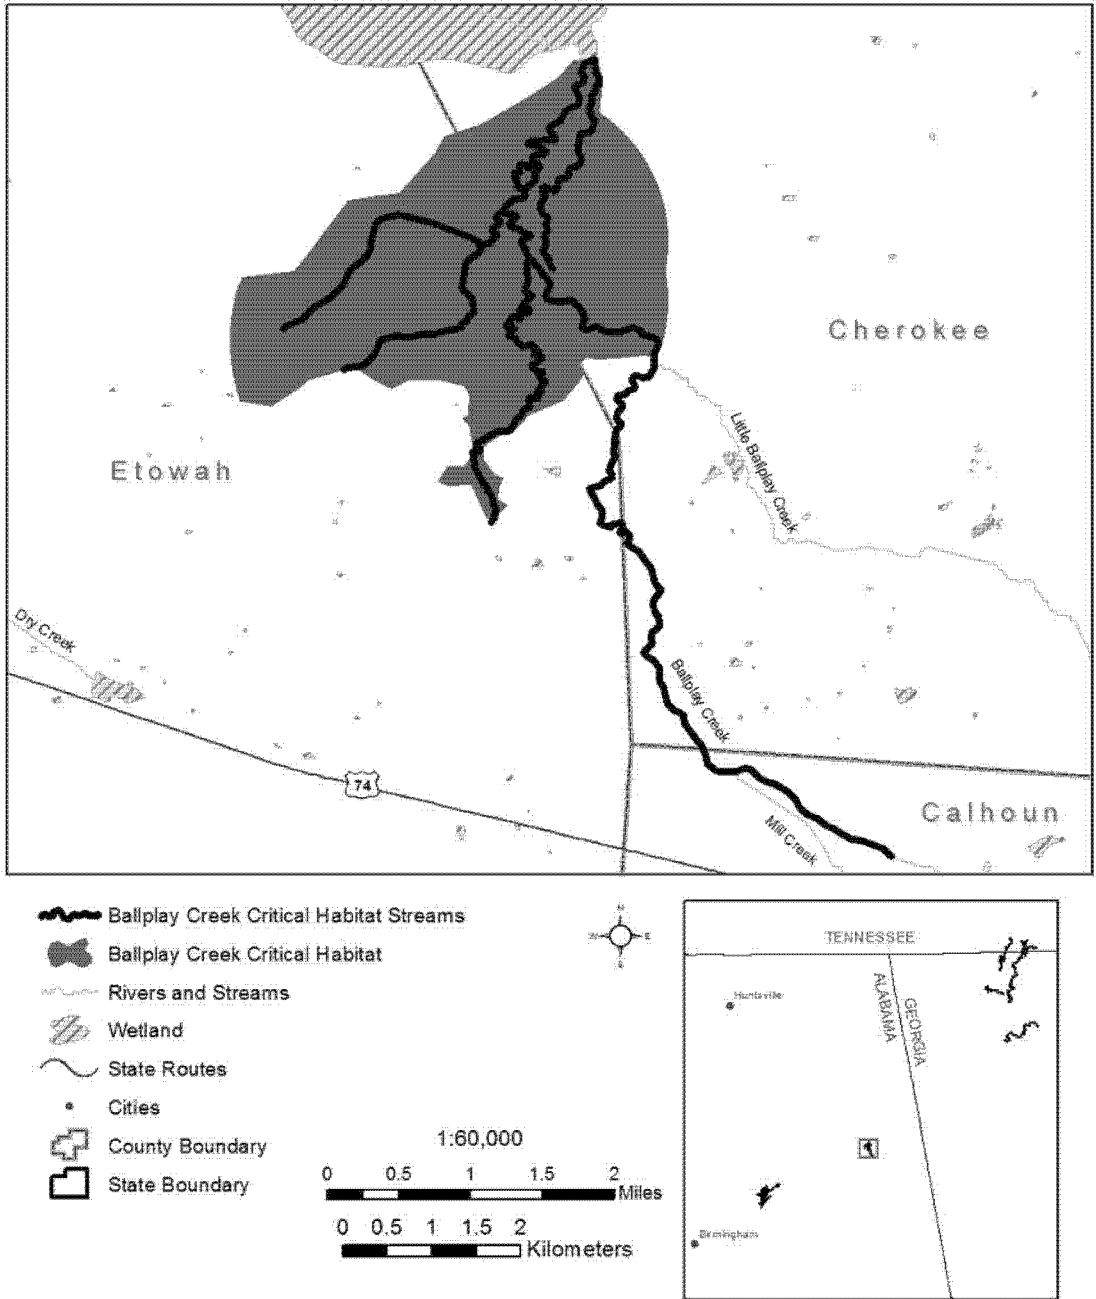 Cherokee
Little Ballplay Creek
Etowah
Dry Creek
Ballplay Creek
74
Calhoun
Mill Creek
Ballplay Creek Critical Habitat Streams
Ballplay Creek Critical Habitat
Rivers and Streams
Wetland
State Routes
Cities
County Boundary
State Boundary
N
W E
S
1:60,000
0 0.5 1 1.5 2
Miles
0 0.5 1 1.5 2
Kilometers
TENNESSEE
Huntsville
ALABAMA
GEORGIA
Birmingham